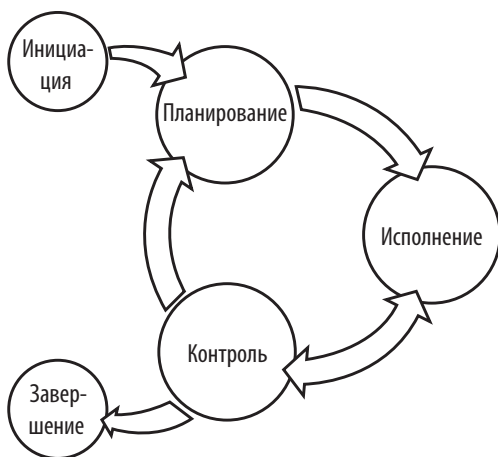 Инициа-
ция
Планирование
Исполнение
Контроль
Завер-
шение